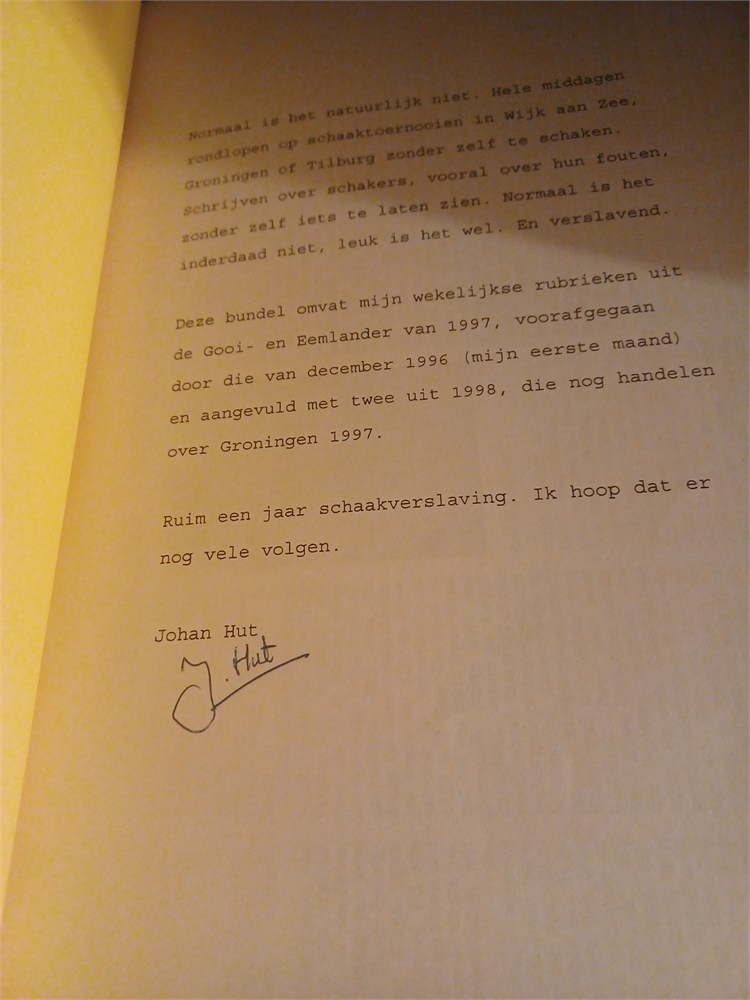 Normaal is het natuurlijk niet. Hele middagen
rondlopen op schaaktoernooien in Wijk aan Zee,
Groningen of Tilburg zonder zelf te schaken.
Schrijven over schakers, vooral over hun fouten,
zonder zelf iets te laten zien. Normaal is het
inderdaad niet, leuk is het wel. En verslavend.
Deze bundel omvat mijn wekelijkse rubrieken uit
de Gooi- en Eemlander van 1997, voorafgegaan
door die van december 1996 (mijn eerste maand)
en aangevuld met twee uit 1998, die nog handelen
over Groningen 1997.
Ruim een jaar schaakverslaving. Ik hoop dat er
nog vele volgen.
Johan Hut
J. Hut